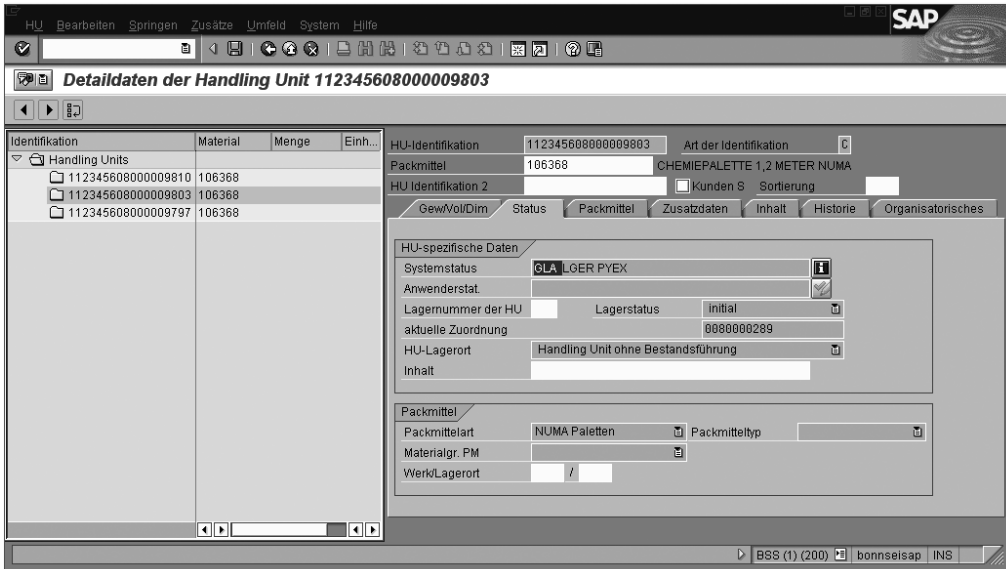 HU Bearbeiten Springen Zusätze Umfeld System Hilfe
SAP
Detaildaten der Handling Unit 112345608000009803
Identifikation Material Menge Einh...
Handling Units
112345608000009810 106368
112345608000009803 106368
112345608000009797 106368
HU-Identifikation 112345608000009803 Art der Identifikation C
Packmittel 106368 CHEMIEPALETTE 1,2 METER NUMA
HU Identifikation 2 Kunden S Sortierung
Gew/Vol/Dim Status Packmittel Zusatzdaten Inhalt Historie Organisatorisches
HU-spezifische Daten
Systemstatus GLA LGER PYEX
Anwenderstat.
Lagernummer der HU Lagerstatus initial
aktuelle Zuordnung 0080000289
HU-Lagerort Handling Unit ohne Bestandsführung
Inhalt
Packmittel
Packmittelart NUMA Paletten Packmitteltyp
Materialgr. PM
Werk/Lagerort /
BSS (1) (200) bonnseisap INS